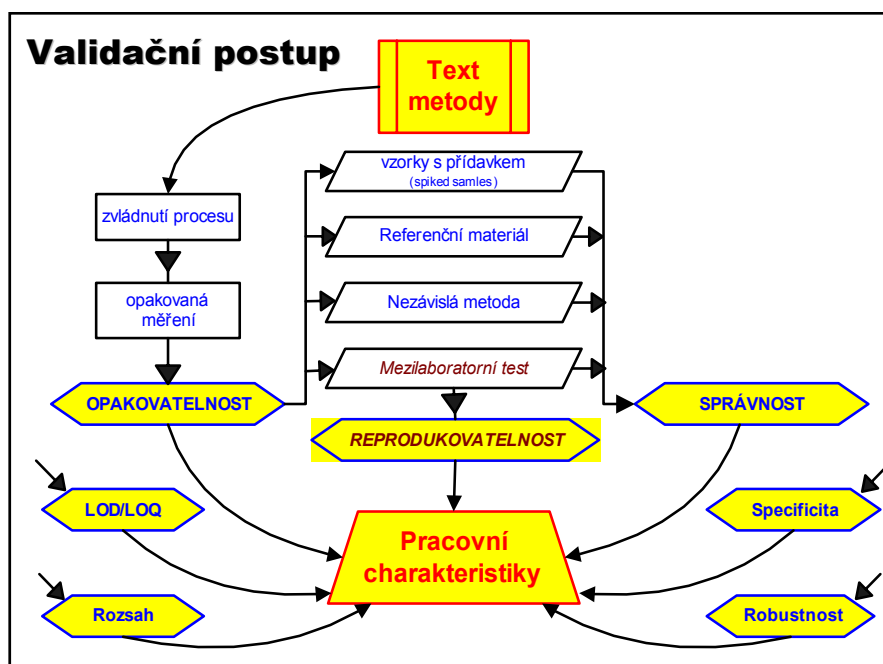 Validační postup
Text
metody
vzorky s přídavkem
(spiked samles)
zvládnutí procesu
Referenční materiál
opakovaná
měření
Nezávislá metoda
Mezilaboratorní test
OPAKOVATELNOST
SPRÁVNOST
REPRODUKOVATELNOST
LOD/LOQ
Specificita
Pracovní
charakteristiky
Rozsah
Robustnost